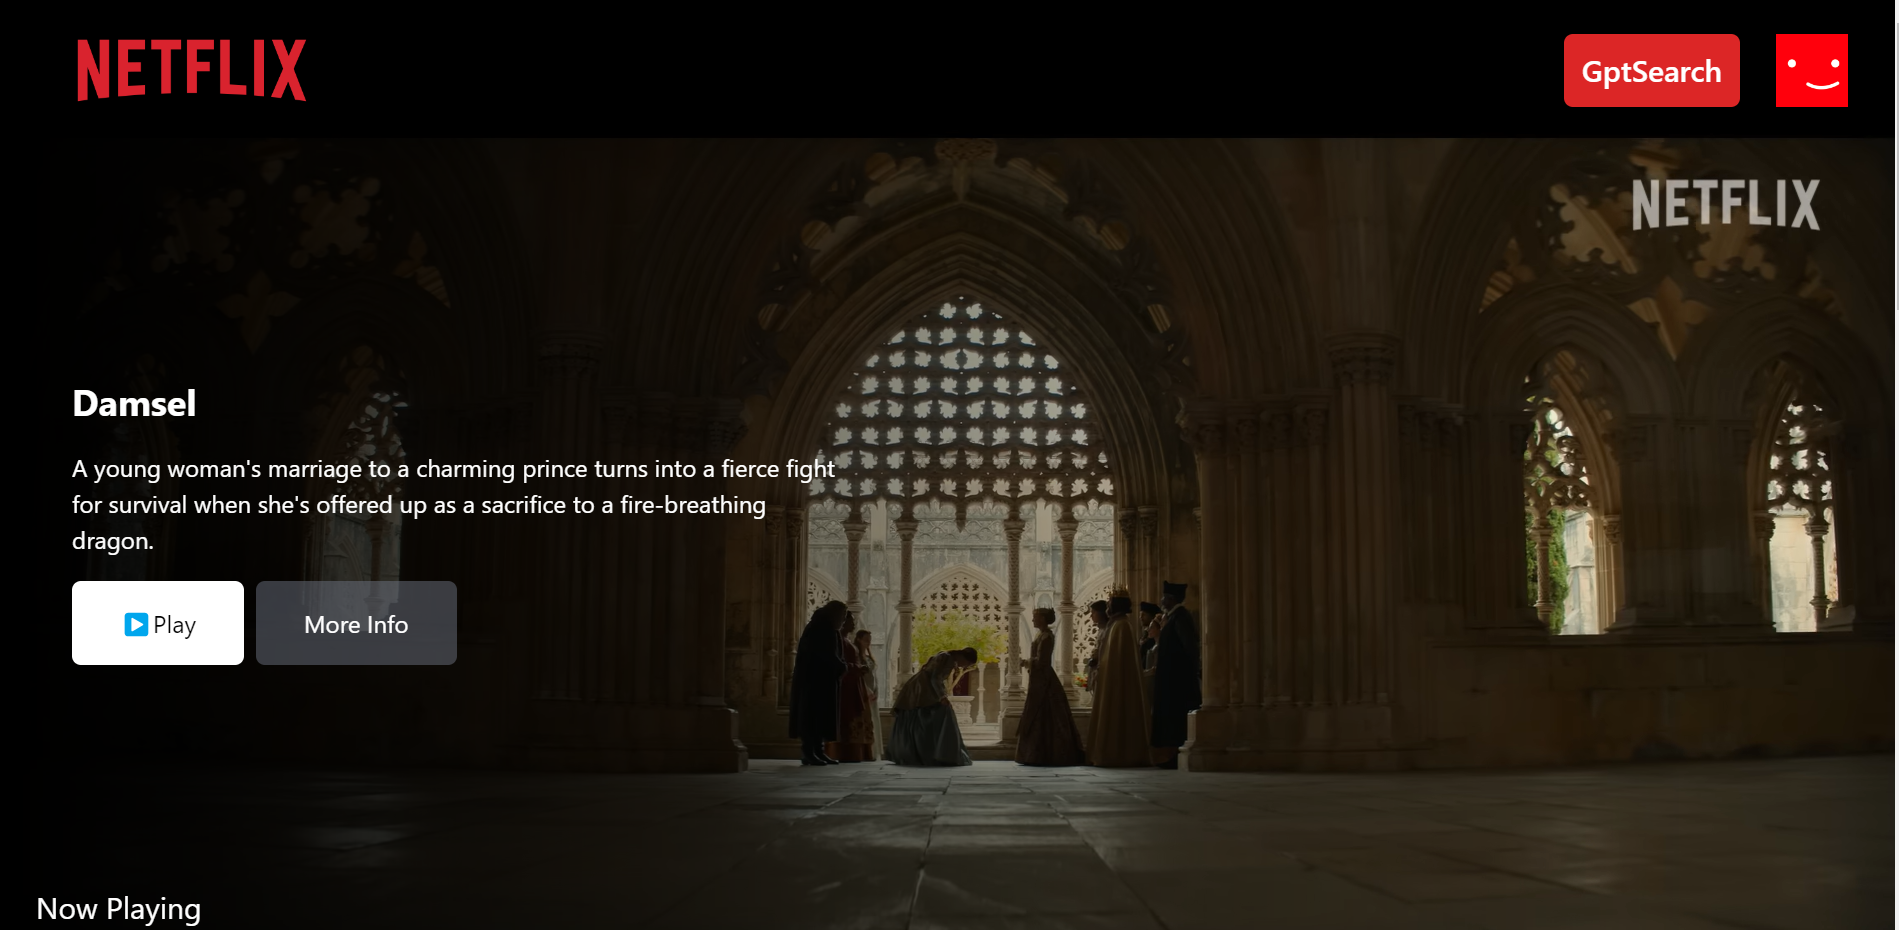 NETFLIX
GptSearch
NETFLIX
Damsel
A young woman's marriage to a charming prince turns into a fierce fight
for survival when she's offered up as a sacrifice to a fire-breathing
dragon.
▶️ Play
More Info
Now Playing